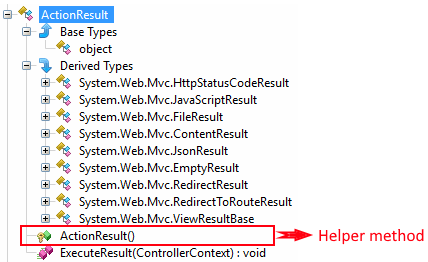 ActionResult
Base Types
object
Derived Types
System.Web.Mvc.HttpStatusCodeResult
System.Web.Mvc.JavaScriptResult
System.Web.Mvc.FileResult
System.Web.Mvc.ContentResult
System.Web.Mvc.JsonResult
System.Web.Mvc.EmptyResult
System.Web.Mvc.RedirectResult
System.Web.Mvc.RedirectToRouteResult
System.Web.Mvc.ViewResultBase
ActionResult() Helper method
ExecuteResult(ControllerContext) : void